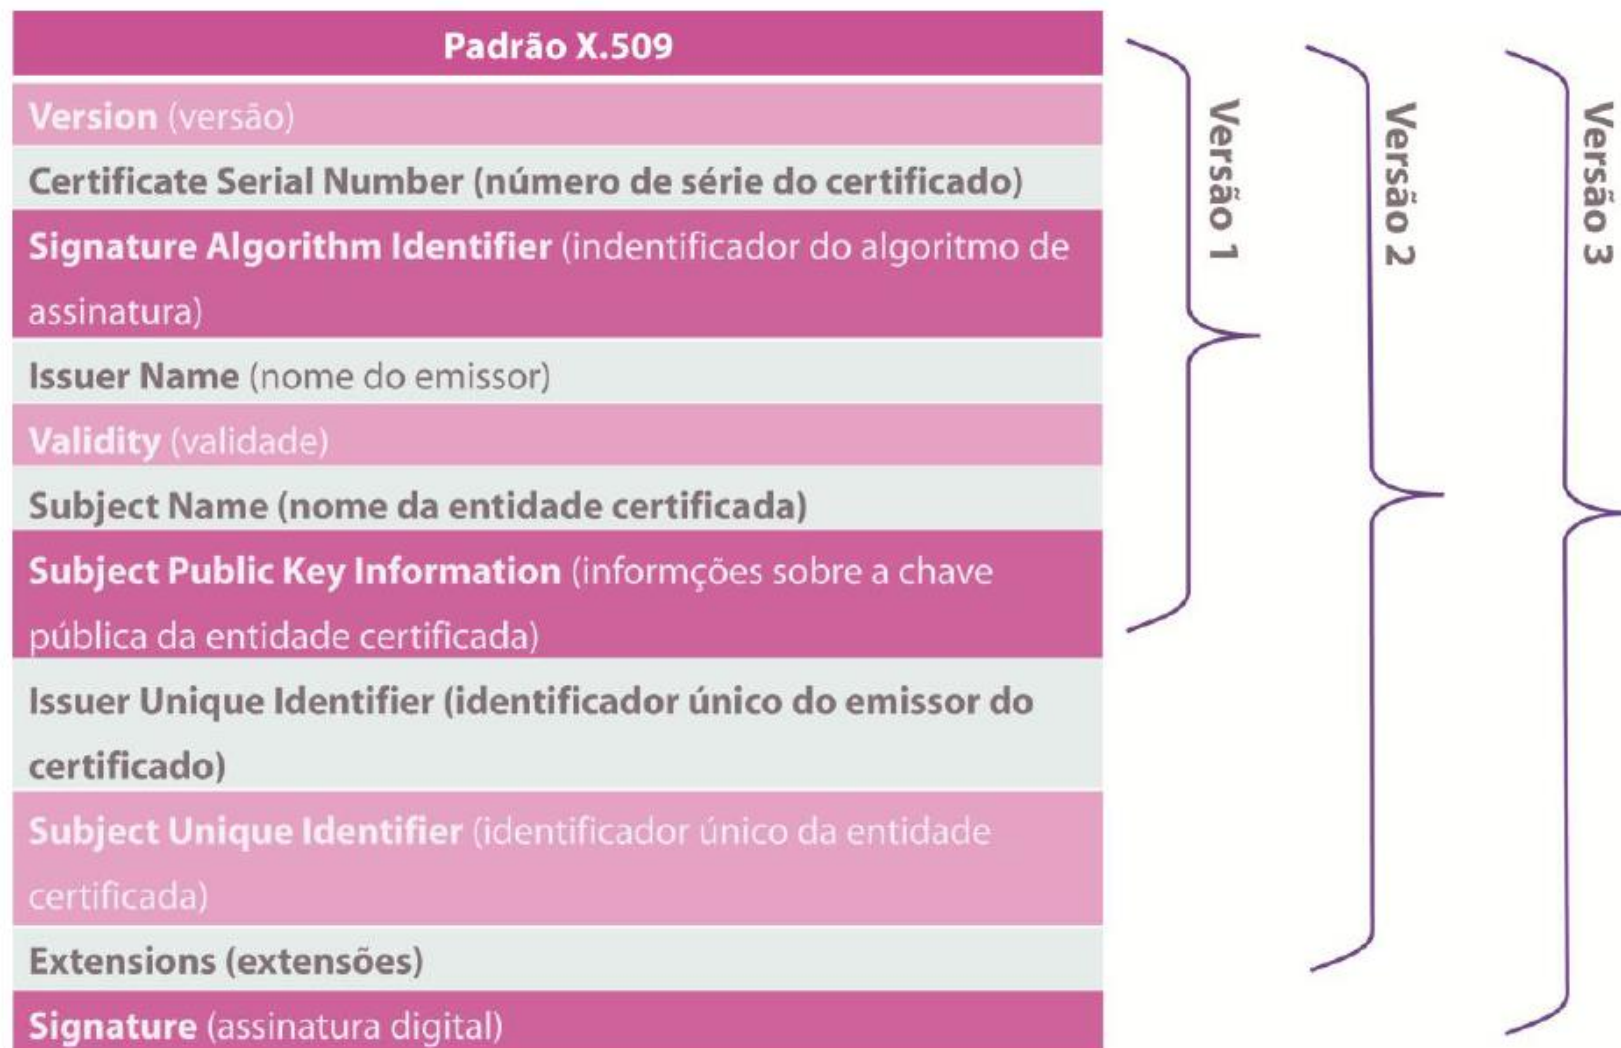 Padrão X.509
Version (versão)
Certificate Serial Number (número de série do certificado)
Signature Algorithm Identifier (indentificador do algoritmo de
assinatura)
Issuer Name (nome do emissor)
Validity (validade)
Subject Name (nome da entidade certificada)
Subject Public Key Information (informções sobre a chave
pública da entidade certificada)
Issuer Unique Identifier (identificador único do emissor do
certificado)
Subject Unique Identifier (identificador único da entidade
certificada)
Extensions (extensões)
Signature (assinatura digital)
Versão 1
Versão 2
Versão 3